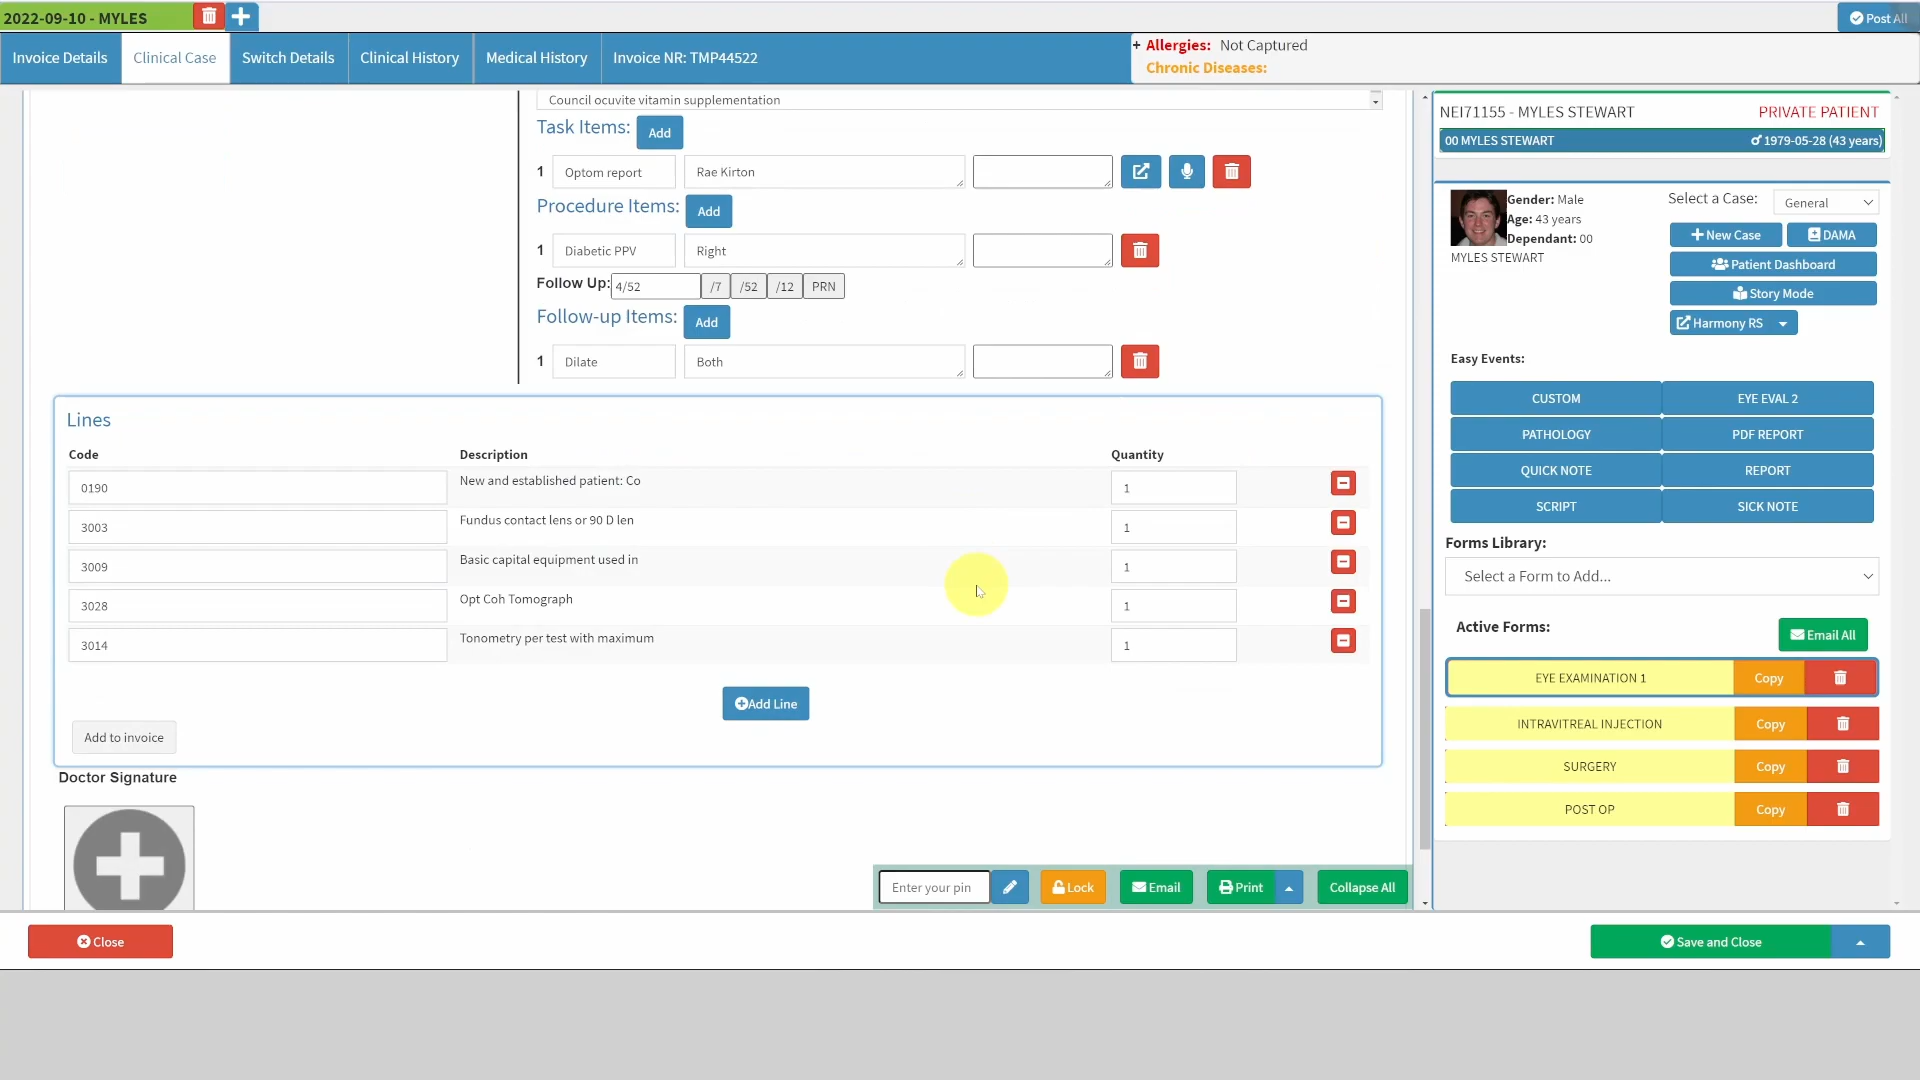 2022-09-10 - MYLES
Post All
Invoice Details
Clinical Case
Switch Details
Clinical History
Medical History
Invoice NR: TMP44522
+ Allergies: Not Captured
Chronic Diseases:
Council ocuvite vitamin supplementation
Task Items: Add
1 Optom report Rae Kirton
Procedure Items: Add
1 Diabetic PPV Right
Follow Up: 4/52 /7 /52 /12 PRN
Follow-up Items: Add
1 Dilate Both
Lines
Code Description Quantity
0190 New and established patient: Co 1
3003 Fundus contact lens or 90 D len 1
3009 Basic capital equipment used in 1
3028 Opt Coh Tomograph 1
3014 Tonometry per test with maximum 1
Add Line
Add to invoice
Doctor Signature
Enter your pin Lock Email Print Collapse All
Close
Save and Close
NEI71155 - MYLES STEWART PRIVATE PATIENT
00 MYLES STEWART ♂ 1979-05-28 (43 years)
Gender: Male
Age: 43 years
Dependant: 00
MYLES STEWART
Select a Case: General
New Case DAMA
Patient Dashboard
Story Mode
Harmony RS
Easy Events:
CUSTOM EYE EVAL 2
PATHOLOGY PDF REPORT
QUICK NOTE REPORT
SCRIPT SICK NOTE
Forms Library:
Select a Form to Add...
Active Forms: Email All
EYE EXAMINATION 1 Copy
INTRAVITREAL INJECTION Copy
SURGERY Copy
POST OP Copy